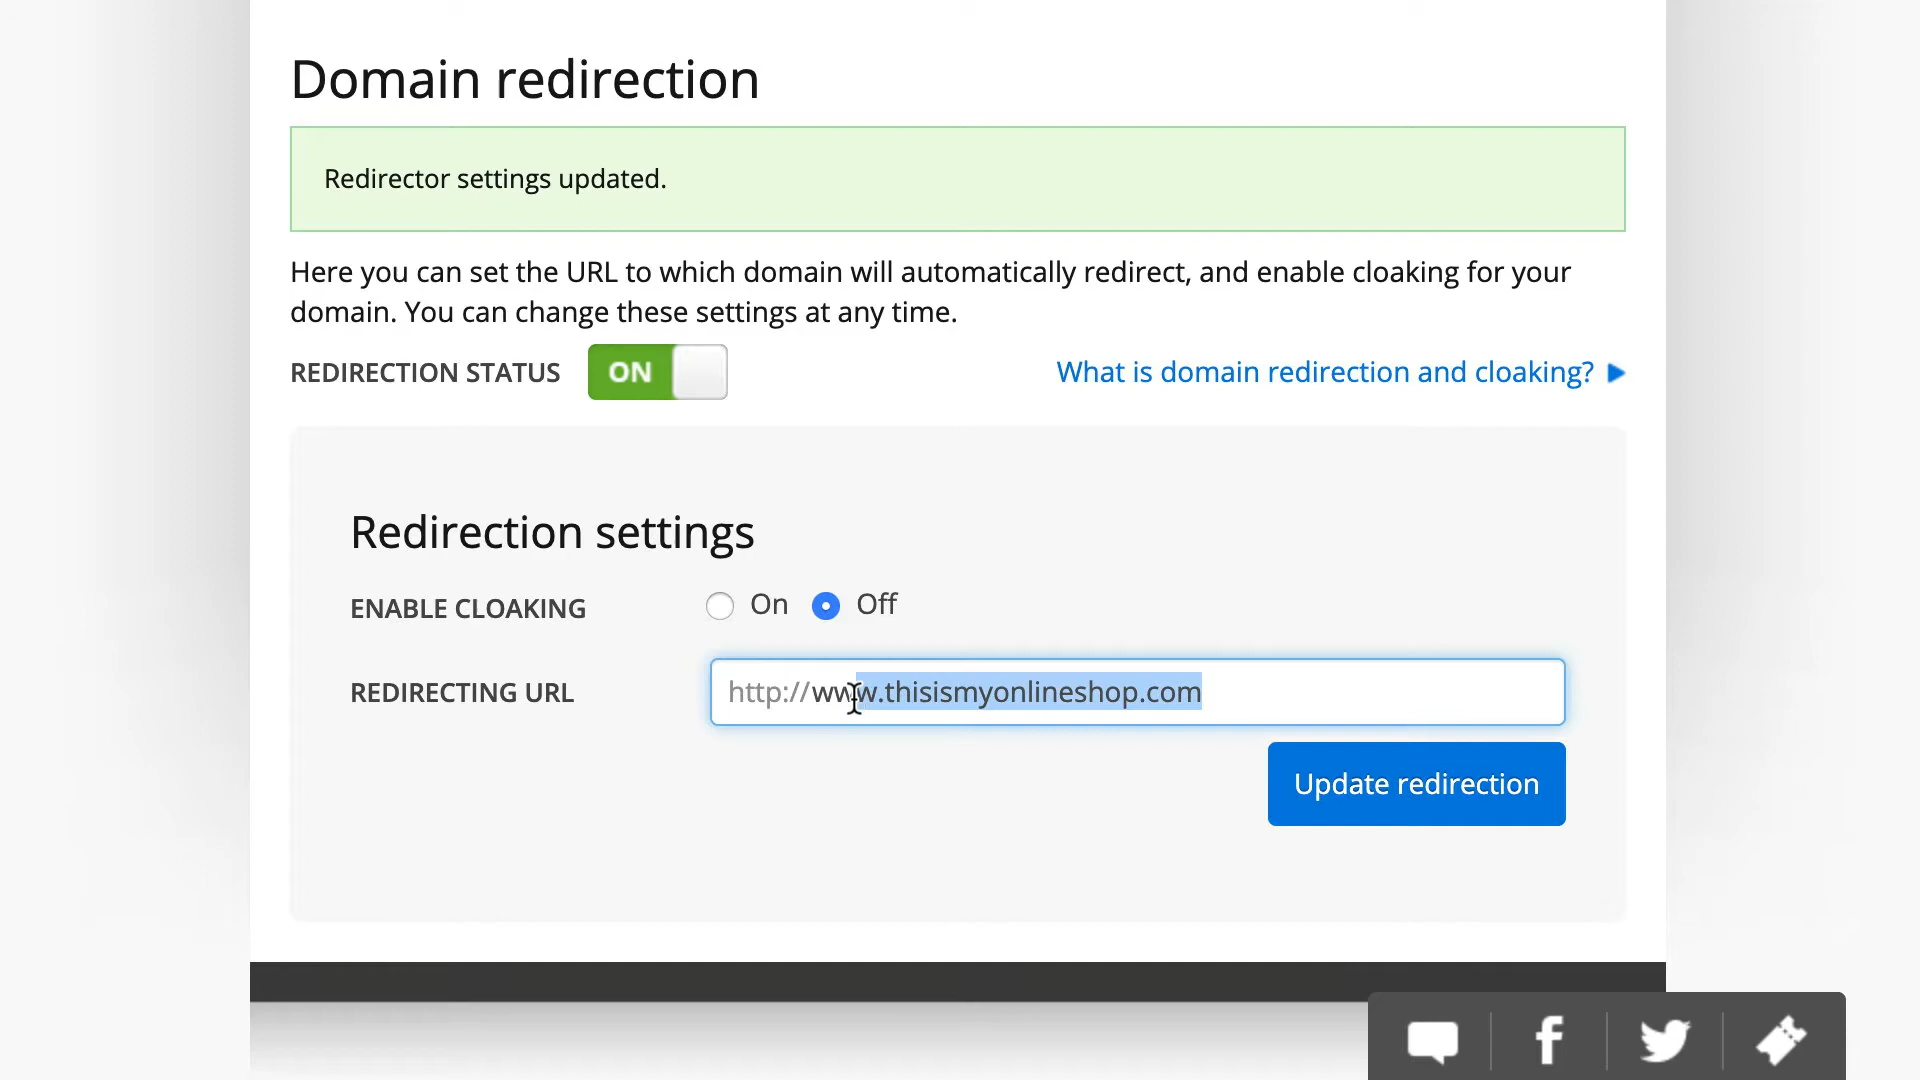 Domain redirection
Redirector settings updated.
Here you can set the URL to which domain will automatically redirect, and enable cloaking for your
domain. You can change these settings at any time.
REDIRECTION STATUS ON What is domain redirection and cloaking?
Redirection settings
ENABLE CLOAKING On Off
REDIRECTING URL http://www.thisismyonlineshop.com
Update redirection